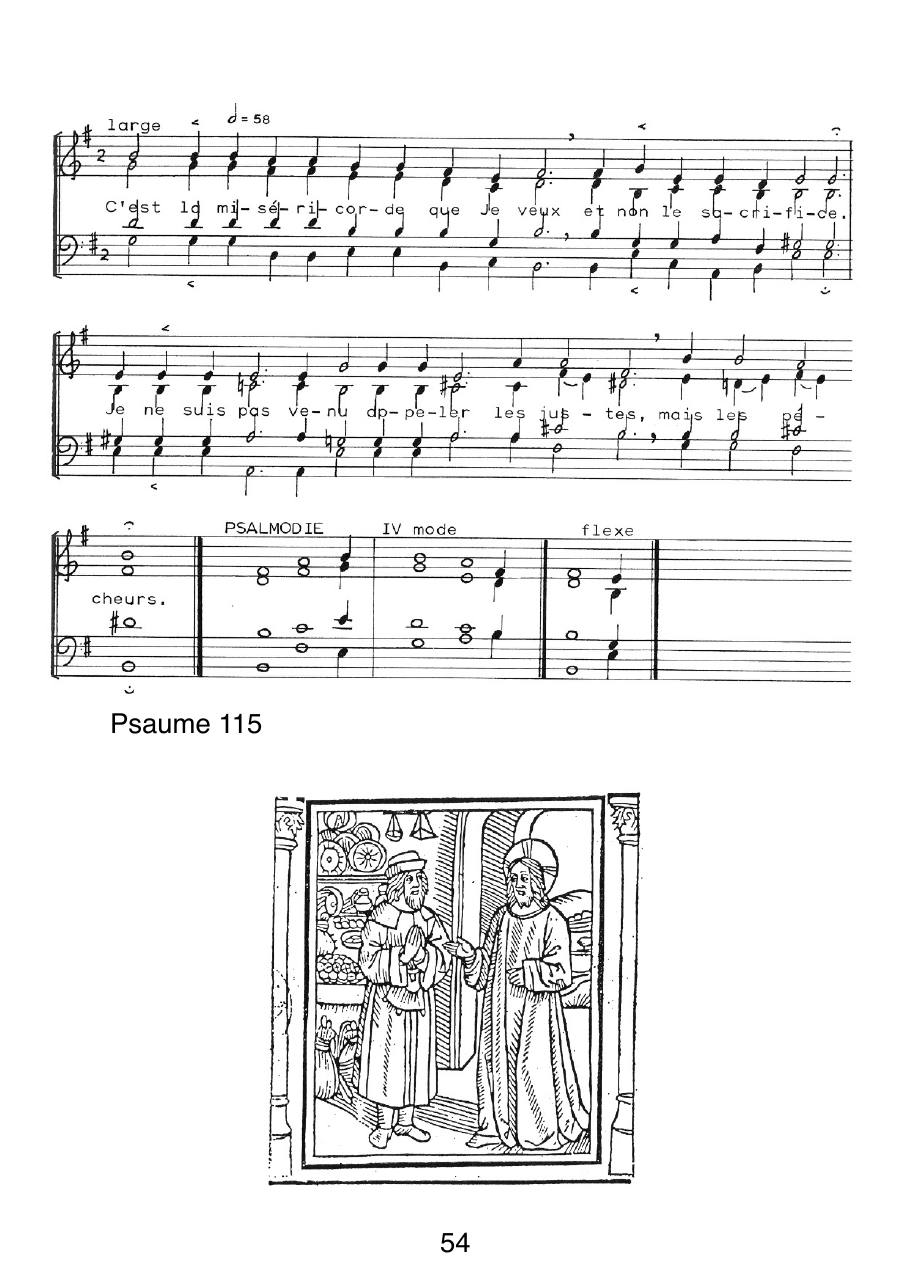 large < 𝅗𝅥 = 58 <
2
C'est la mi-sé-ri-cor-de que Je veux et non le sa-cri-fi-ce.
2
< <
<
Je ne suis pas ve-nu ap-pe-ler les jus - tes, mais les pé -
<
PSALMODIE IV mode flexe
cheurs.
Psaume 115
54